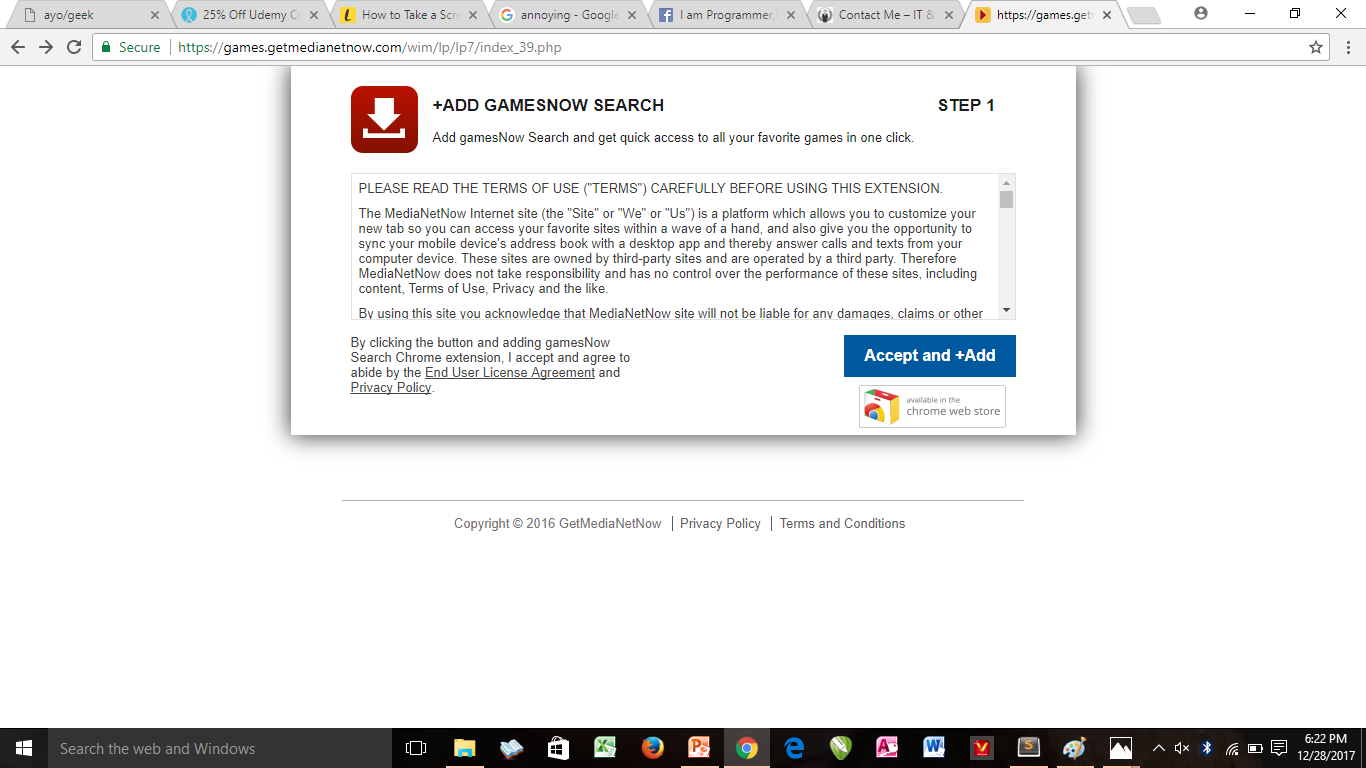 ayo/geek
25% Off Udemy Co
How to Take a Scre
annoying - Google
I am Programmer,
Contact Me – IT &
https://games.get
Secure
https://games.getmedianetnow.com/wim/lp/lp7/index_39.php
+ADD GAMESNOW SEARCH
STEP 1
Add gamesNow Search and get quick access to all your favorite games in one click.
PLEASE READ THE TERMS OF USE ("TERMS") CAREFULLY BEFORE USING THIS EXTENSION.
The MediaNetNow Internet site (the "Site" or "We" or "Us") is a platform which allows you to customize your
new tab so you can access your favorite sites within a wave of a hand, and also give you the opportunity to
sync your mobile device's address book with a desktop app and thereby answer calls and texts from your
computer device. These sites are owned by third-party sites and are operated by a third party. Therefore
MediaNetNow does not take responsibility and has no control over the performance of these sites, including
content, Terms of Use, Privacy and the like.
By using this site you acknowledge that MediaNetNow site will not be liable for any damages, claims or other
By clicking the button and adding gamesNow
Search Chrome extension, I accept and agree to
abide by the End User License Agreement and
Privacy Policy.
Accept and +Add
available in the
chrome web store
Copyright © 2016 GetMediaNetNow
Privacy Policy
Terms and Conditions
Search the web and Windows
6:22 PM
12/28/2017